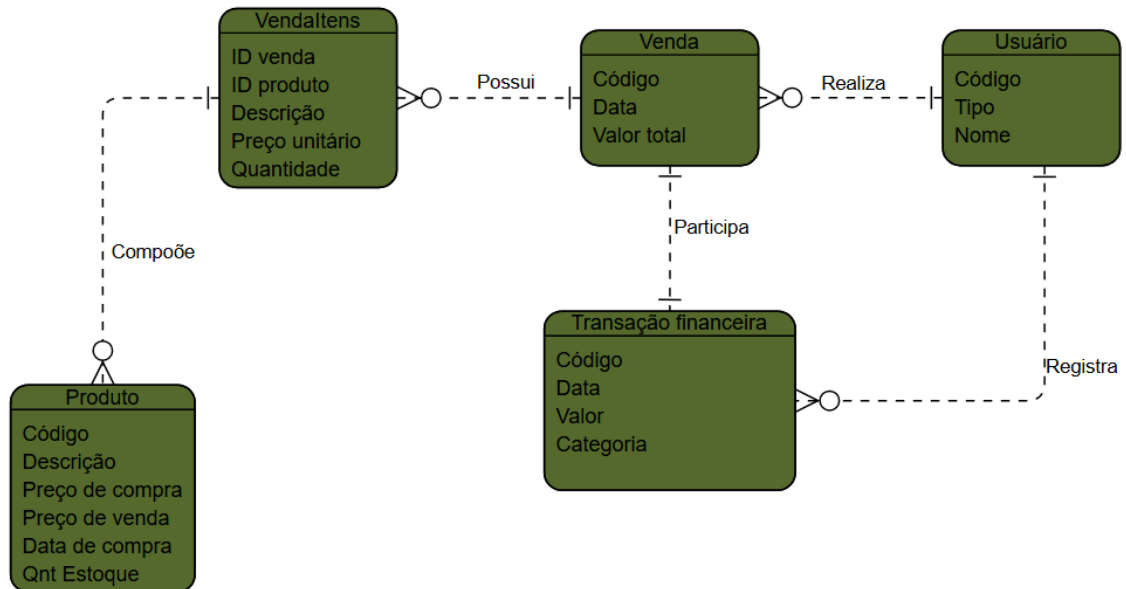 VendaItens
ID venda
ID produto
Descrição
Preço unitário
Quantidade
Possui
Venda
Código
Data
Valor total
Realiza
Usuário
Código
Tipo
Nome
Compoõe
Participa
Registra
Transação financeira
Código
Data
Valor
Categoria
Produto
Código
Descrição
Preço de compra
Preço de venda
Data de compra
Qnt Estoque